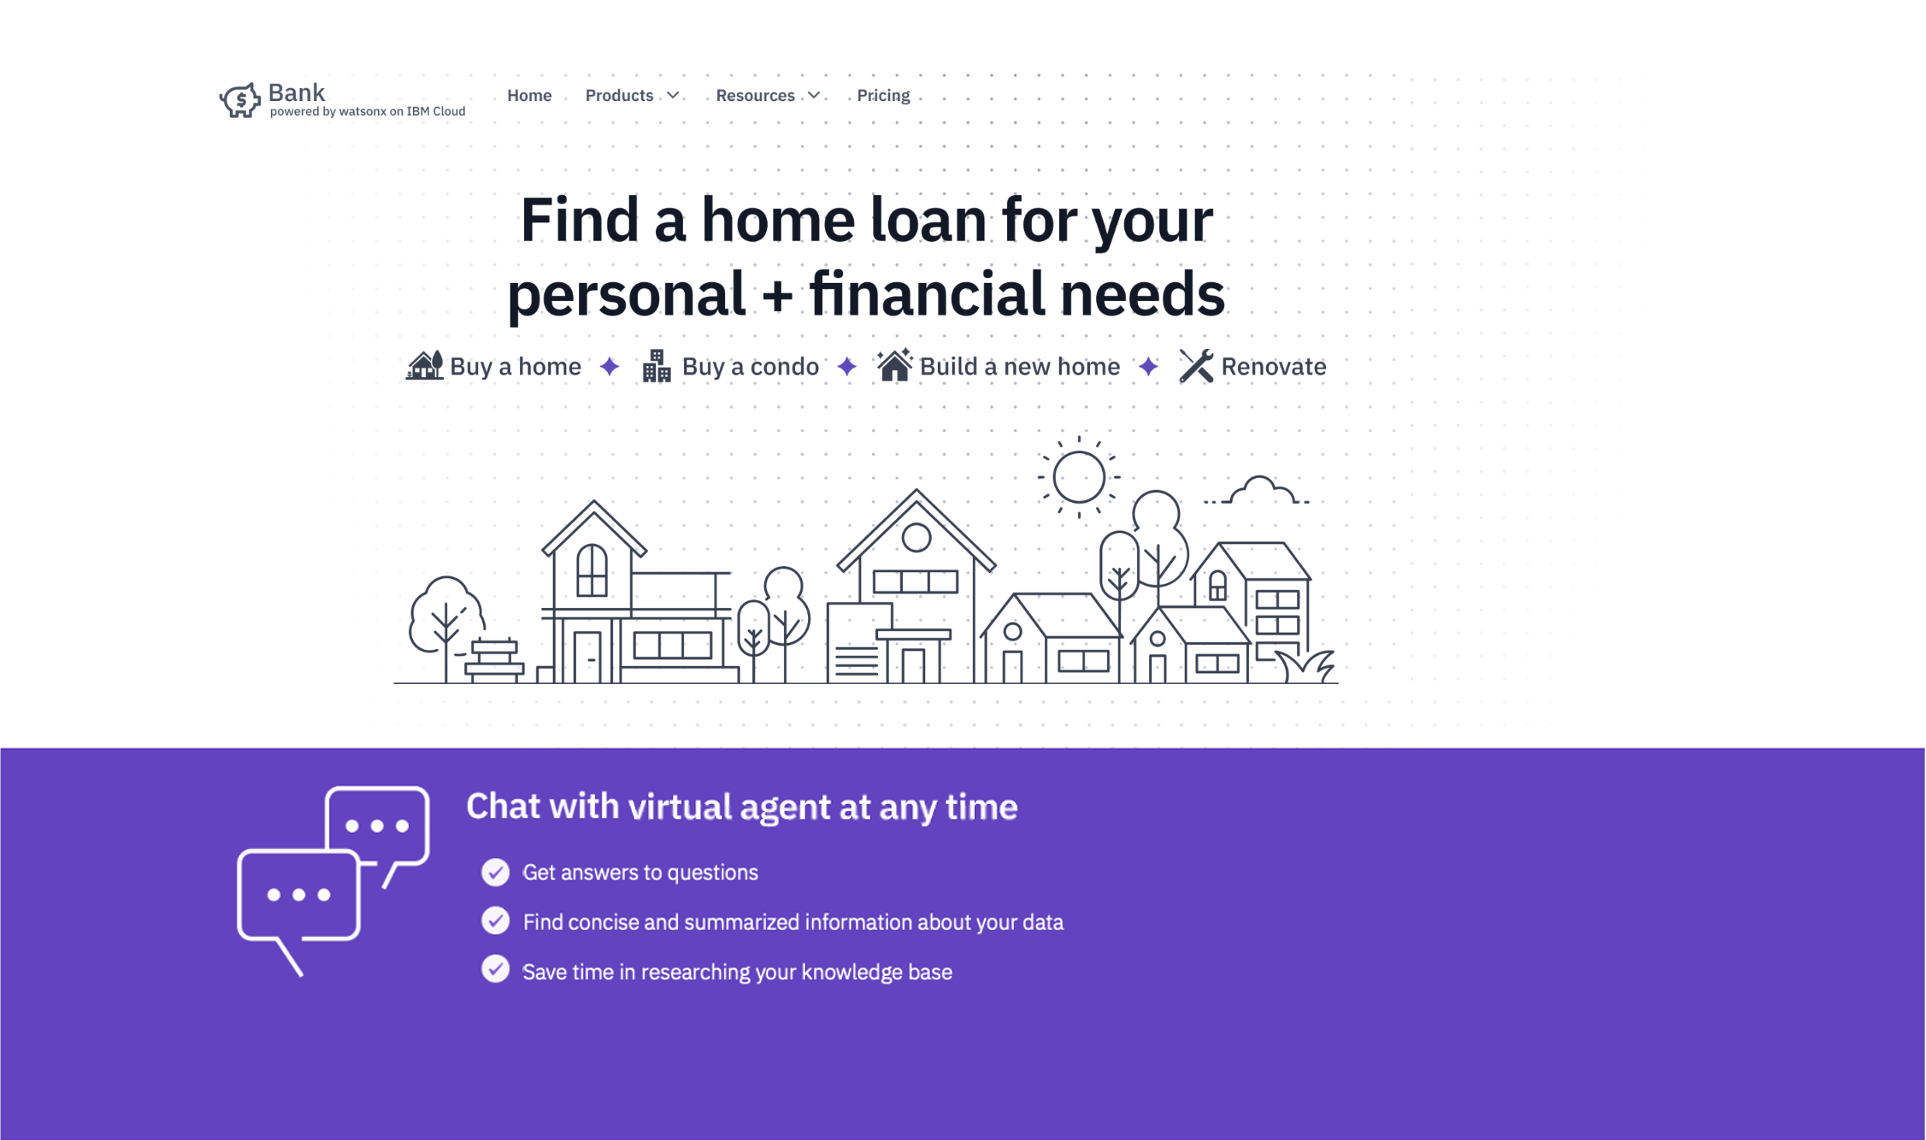 Bank
powered by watsonx on IBM Cloud
Home Products Resources Pricing
Find a home loan for your
personal + financial needs
Buy a home Buy a condo Build a new home Renovate
Chat with virtual agent at any time
Get answers to questions
Find concise and summarized information about your data
Save time in researching your knowledge base